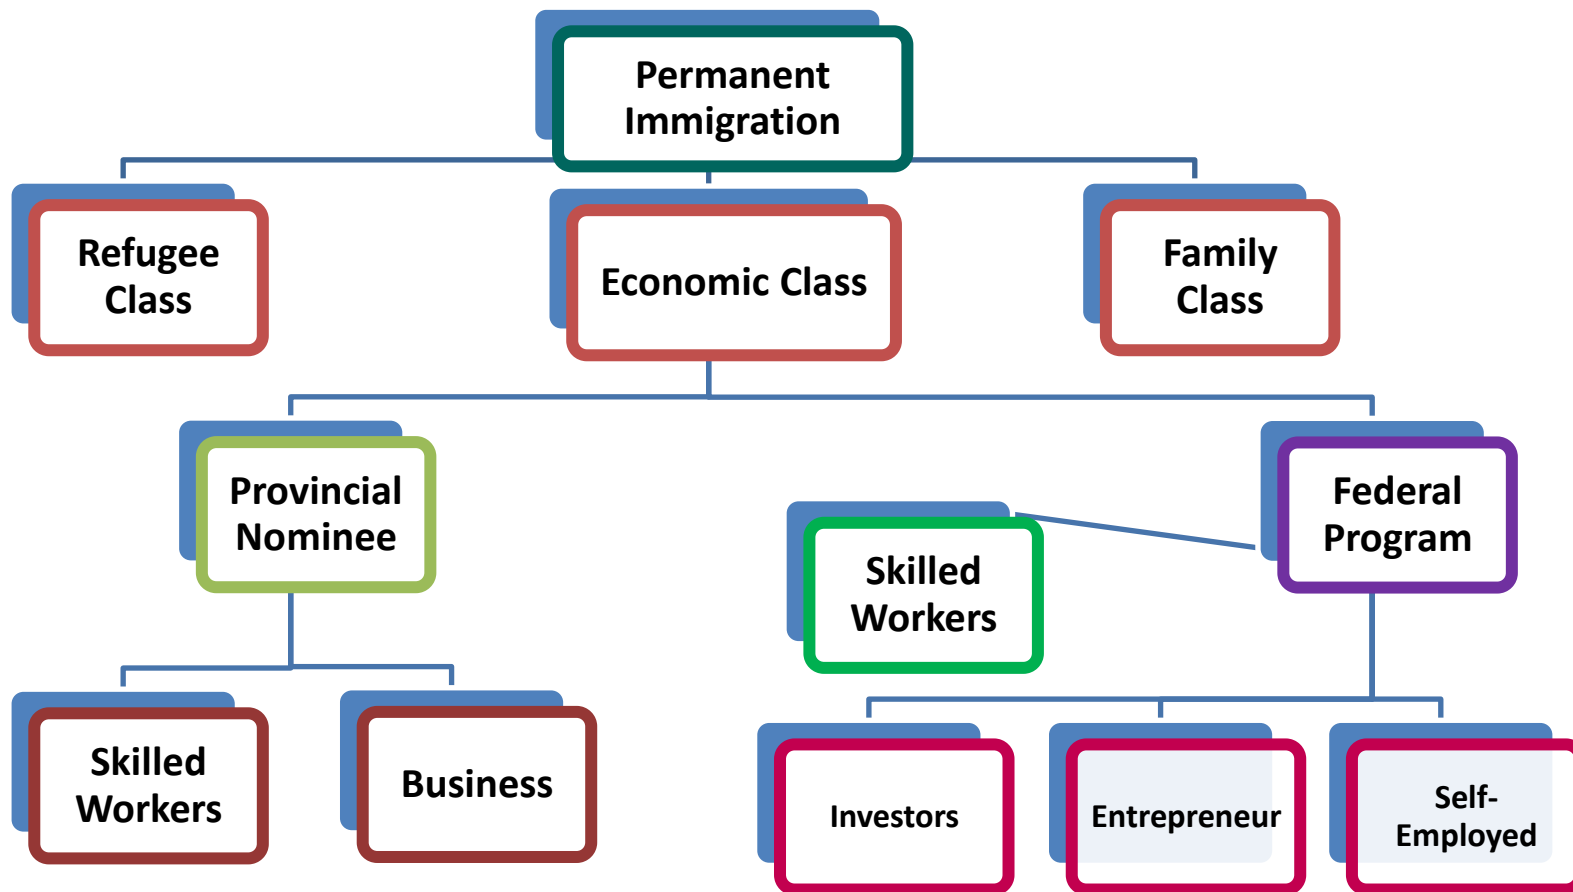 Permanent
Immigration
Refugee
Class
Economic Class
Family
Class
Provincial
Nominee
Federal
Program
Skilled
Workers
Skilled
Workers
Business
Investors
Entrepreneur
Self-
Employed